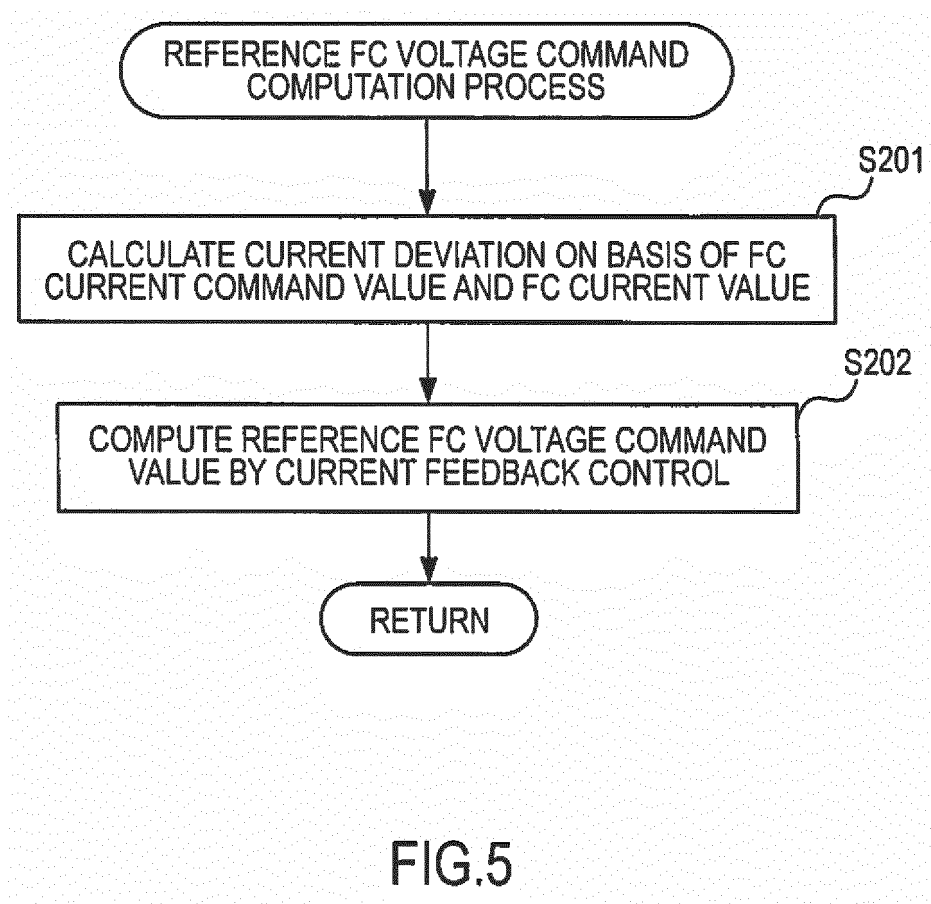 REFERENCE FC VOLTAGE COMMAND
COMPUTATION PROCESS
S201
CALCULATE CURRENT DEVIATION ON BASIS OF FC
CURRENT COMMAND VALUE AND FC CURRENT VALUE
S202
COMPUTE REFERENCE FC VOLTAGE COMMAND
VALUE BY CURRENT FEEDBACK CONTROL
RETURN
FIG.5